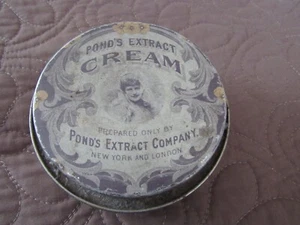 POND'S EXTRACT
CREAM
PREPARED ONLY BY
POND'S EXTRACT COMPANY.
NEW YORK AND LONDON